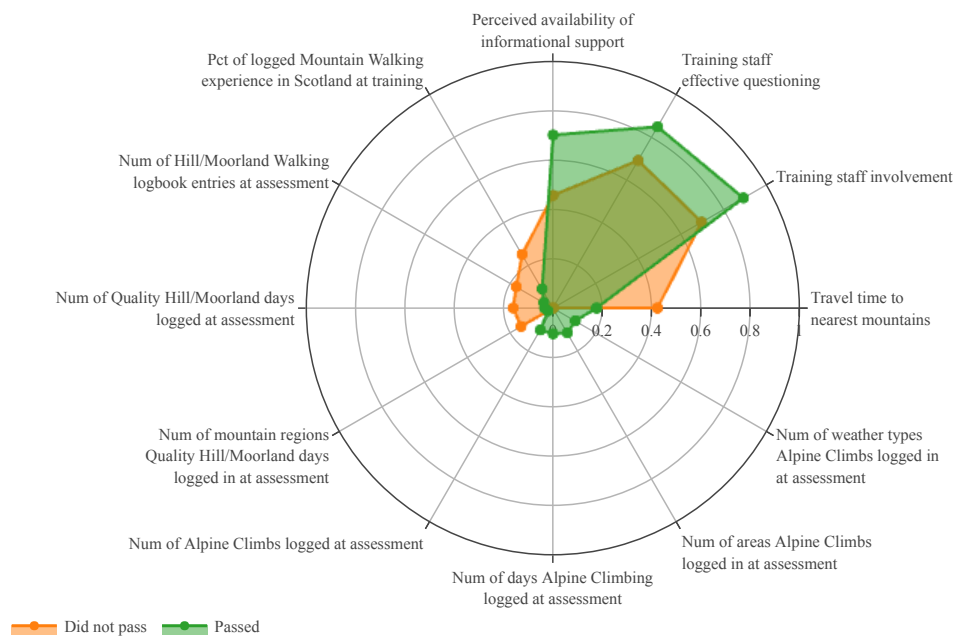 Perceived availability of
informational support
Pct of logged Mountain Walking
experience in Scotland at training
Training staff
effective questioning
Num of Hill/Moorland Walking
logbook entries at assessment
Training staff involvement
Num of Quality Hill/Moorland days
logged at assessment
Travel time to
nearest mountains
0 0.2 0.4 0.6 0.8 1
Num of mountain regions
Quality Hill/Moorland days
logged in at assessment
Num of weather types
Alpine Climbs logged in
at assessment
Num of Alpine Climbs logged at assessment
Num of areas Alpine Climbs
logged in at assessment
Num of days Alpine Climbing
logged at assessment
Did not pass
Passed